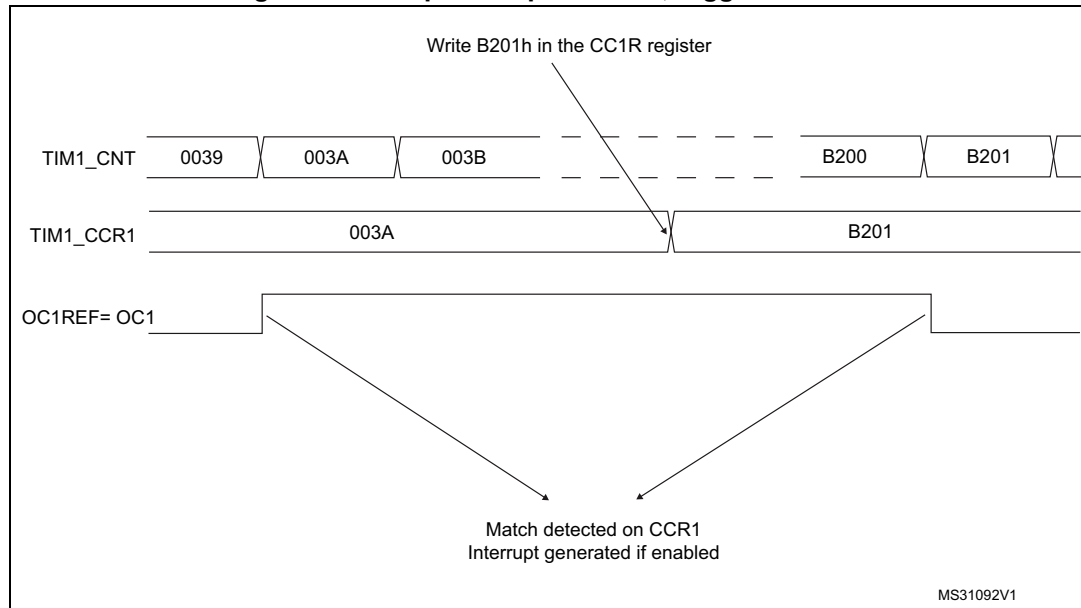 Write B201h in the CC1R register
TIM1_CNT 0039 003A 003B B200 B201
TIM1_CCR1 003A B201
OC1REF= OC1
Match detected on CCR1
Interrupt generated if enabled
MS31092V1